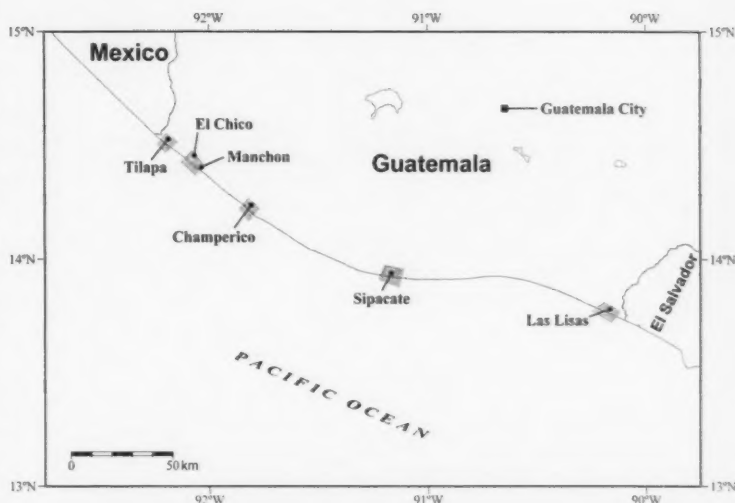 92°W 91°W 90°W
15°N 15°N
Mexico
Guatemala City
El Chico
Manchon
Tilapa
Guatemala
Champerico
14°N 14°N
Sipacate
Las Lisas
El Salvador
PACIFIC OCEAN
0 50 km
13°N 13°N
92°W 91°W 90°W